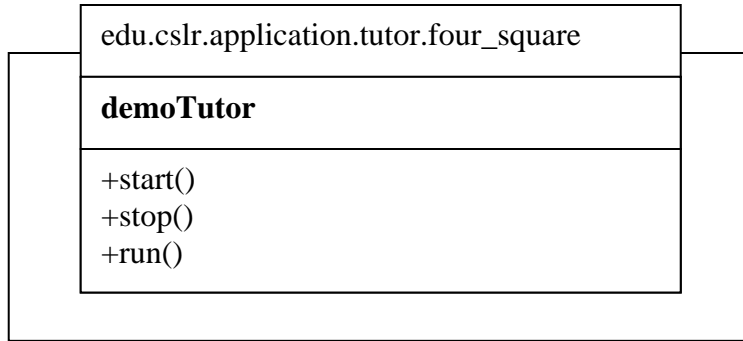 edu.cslr.application.tutor.four_square
demoTutor
+start()
+stop()
+run()